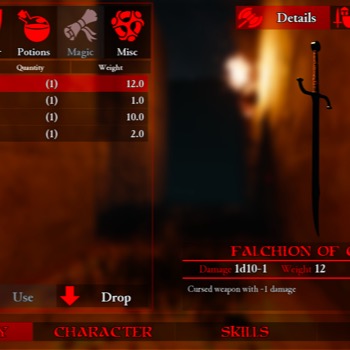 Details
Potions Magic Misc
Quantity Weight
(1) 12.0
(1) 1.0
(1) 10.0
(1) 2.0
FALCHION OF
Damage 1d10-1 Weight 12
Cursed weapon with -1 damage
Use Drop
CHARACTER SKILLS